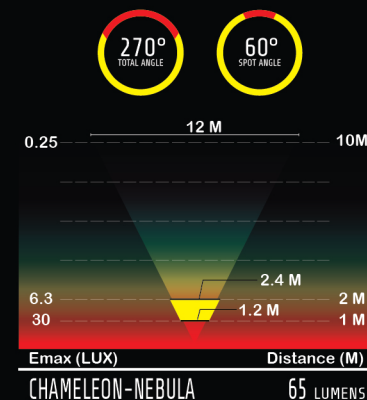 270° 60°
TOTAL ANGLE SPOT ANGLE
12 M
0.25 10M
2.4 M
6.3 2 M
1.2 M
30 1 M
Emax (LUX) Distance (M)
CHAMELEON-NEBULA 65 LUMENS